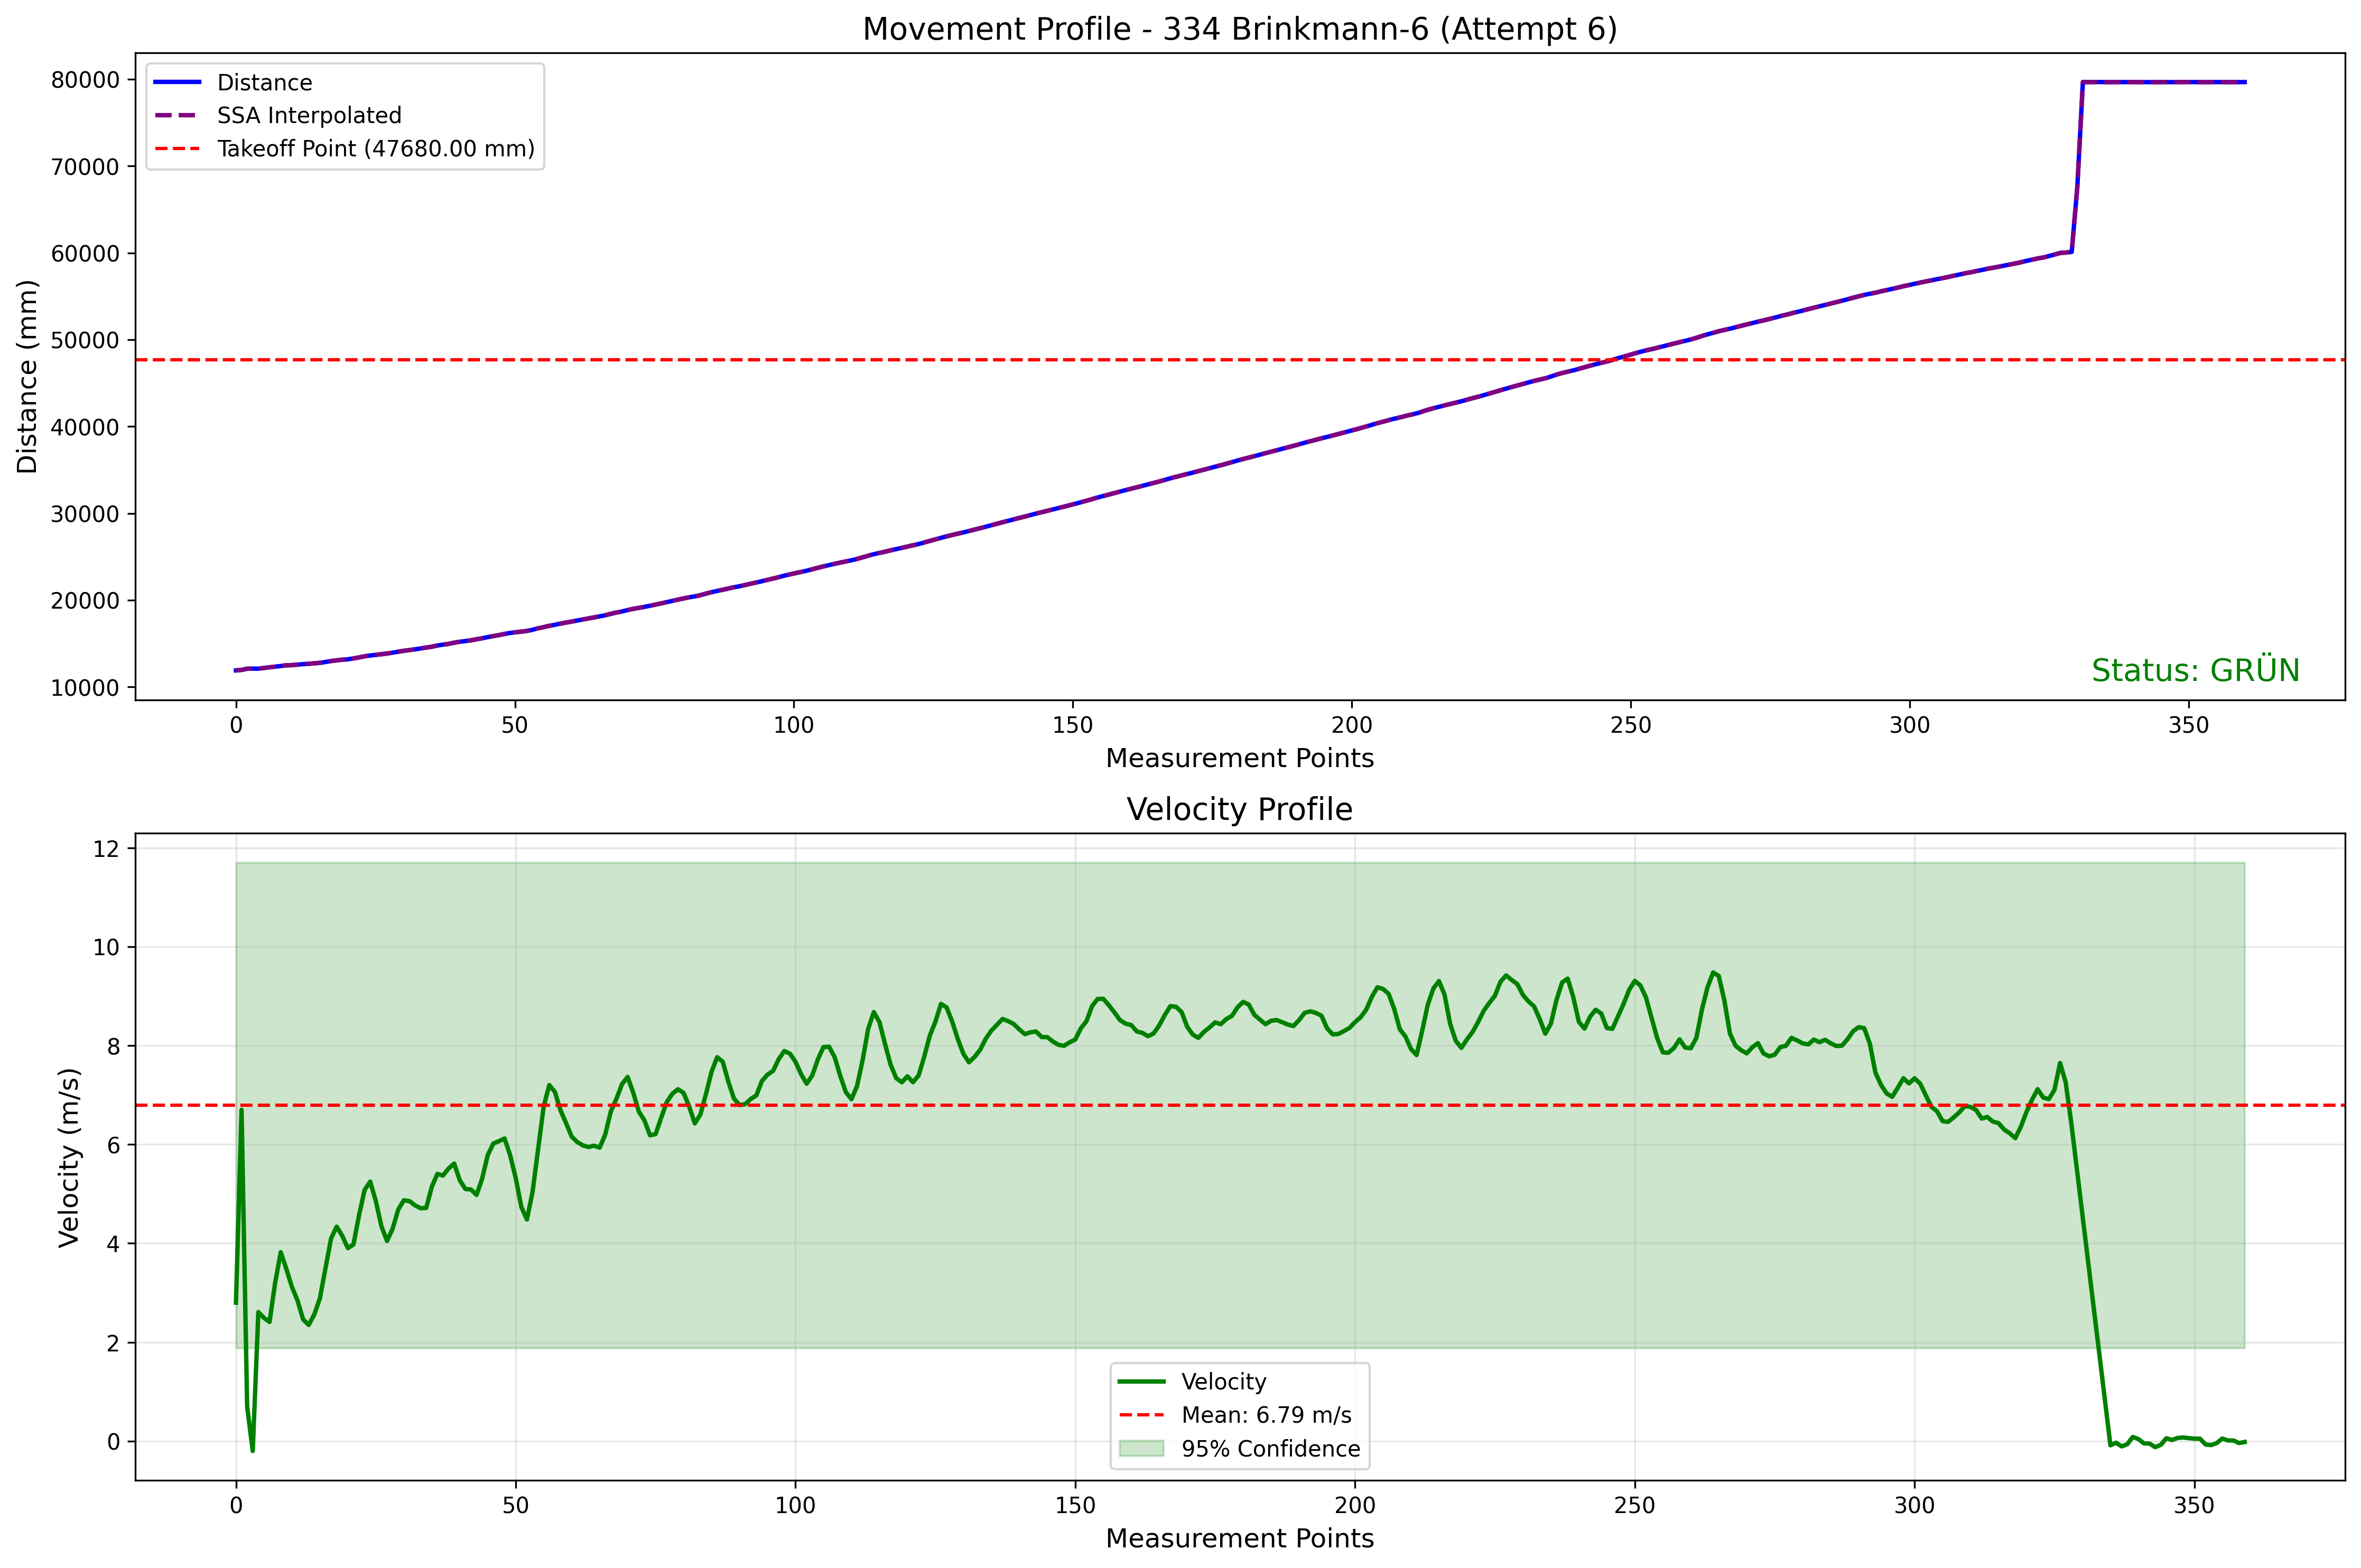 Movement Profile - 334 Brinkmann-6 (Attempt 6)
Distance
SSA Interpolated
Takeoff Point (47680.00 mm)
Distance (mm)
80000
70000
60000
50000
40000
30000
20000
10000
Status: GRÜN
0 50 100 150 200 250 300 350
Measurement Points
Velocity Profile
Velocity (m/s)
12
10
8
6
4
2
0
Velocity
Mean: 6.79 m/s
95% Confidence
0 50 100 150 200 250 300 350
Measurement Points